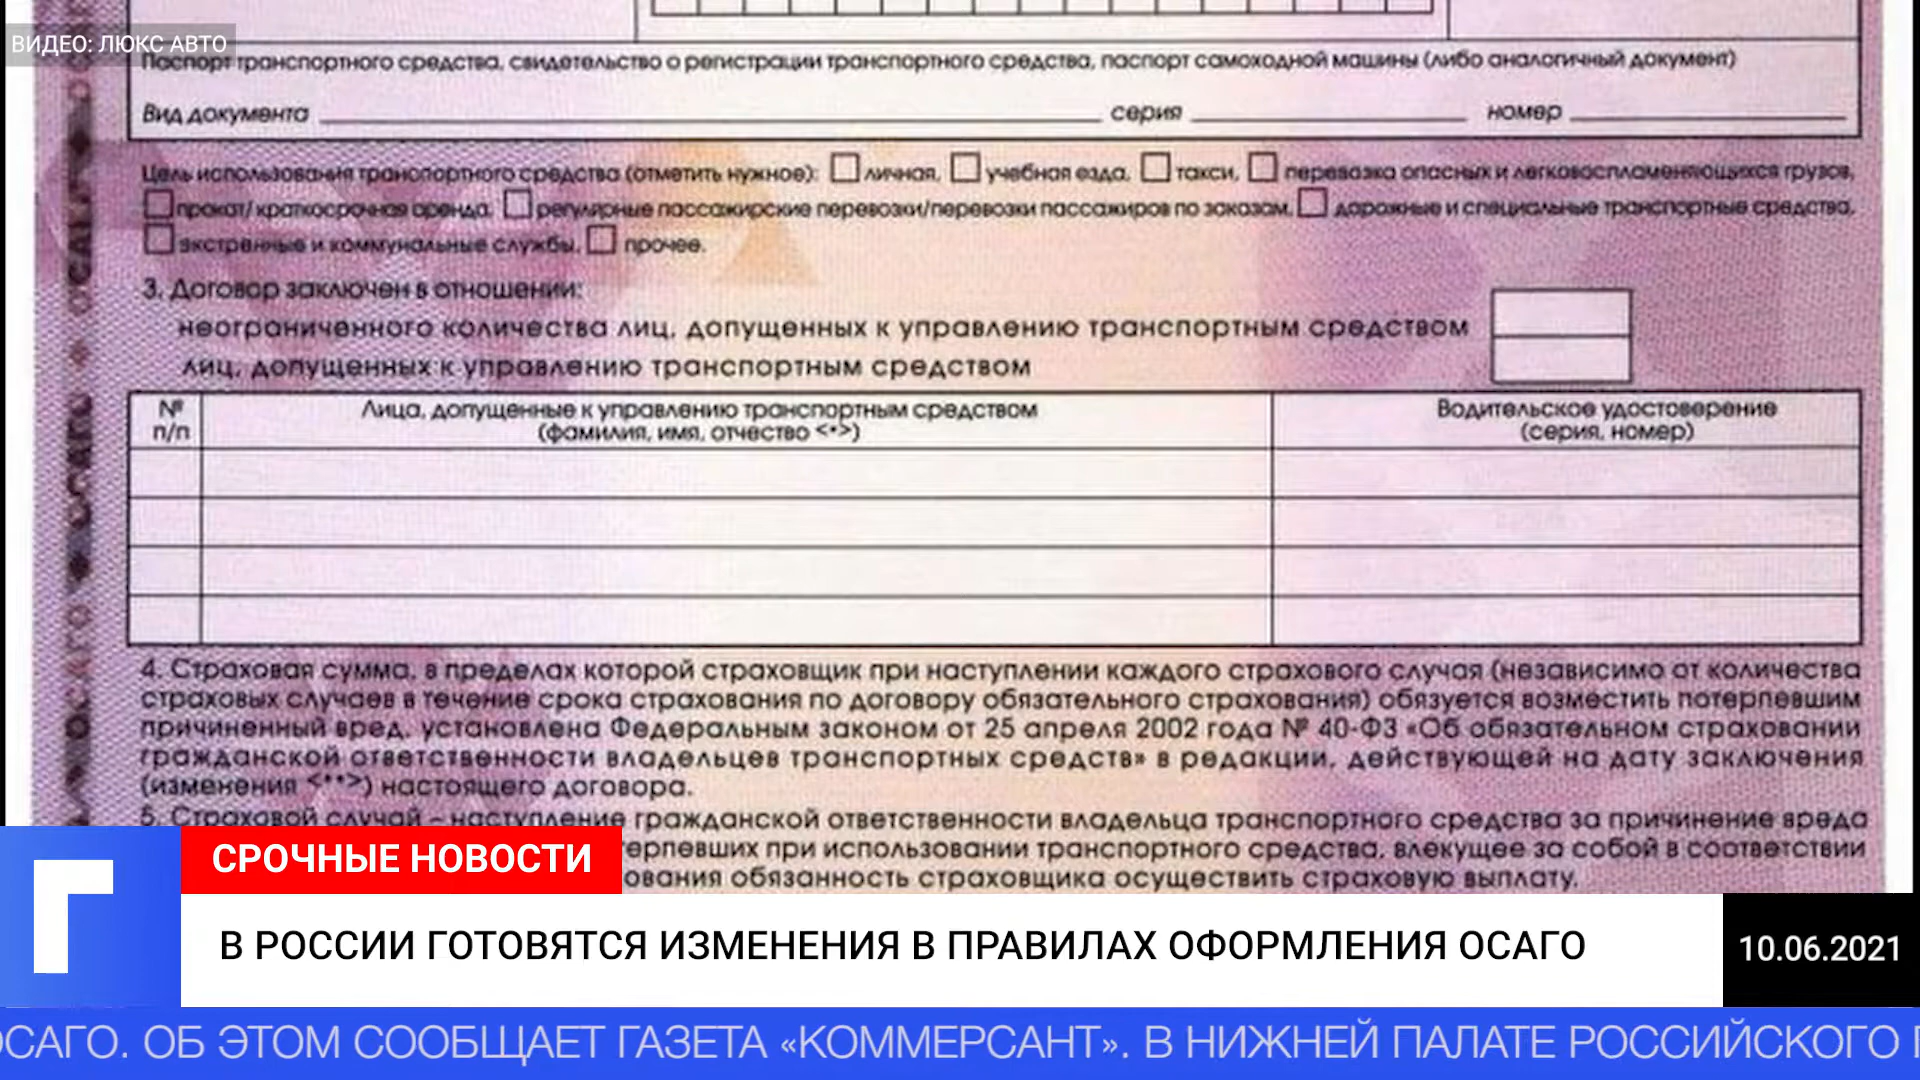 ВИДЕО: ЛЮКС АВТО
Паспорт транспортного средства, свидетельство о регистрации транспортного средства, паспорт самоходной машины (либо аналогичный документ)
Вид документа серия номер
Цель использования транспортного средства (отметить нужное): личная, учебная езда, такси, перевозка опасных и легковоспламеняющихся грузов,
прокат/краткосрочная аренда, регулярные пассажирские перевозки/перевозки пассажиров по заказам, дорожные и специальные транспортные средства,
экстренные и коммунальные службы, прочее.
3. Договор заключен в отношении:
неограниченного количества лиц, допущенных к управлению транспортным средством
лиц, допущенных к управлению транспортным средством
№ п/п
Лица, допущенные к управлению транспортным средством
(фамилия, имя, отчество <*>)
Водительское удостоверение
(серия, номер)
4. Страховая сумма, в пределах которой страховщик при наступлении каждого страхового случая (независимо от количества
страховых случаев в течение срока страхования по договору обязательного страхования) обязуется возместить потерпевшим
причиненный вред, установлена Федеральным законом от 25 апреля 2002 года № 40-ФЗ «Об обязательном страховании
гражданской ответственности владельцев транспортных средств» в редакции, действующей на дату заключения
(изменения <**>) настоящего договора.
5. Страховой случай – наступление гражданской ответственности владельца транспортного средства за причинение вреда
ерпевших при использовании транспортного средства, влекущее за собой в соответствии
ования обязанность страховщика осуществить страховую выплату.
ОСАГО
ОСАГО
ОСАГО
Г
СРОЧНЫЕ НОВОСТИ
В РОССИИ ГОТОВЯТСЯ ИЗМЕНЕНИЯ В ПРАВИЛАХ ОФОРМЛЕНИЯ ОСАГО
10.06.2021
ОСАГО. ОБ ЭТОМ СООБЩАЕТ ГАЗЕТА «КОММЕРСАНТ». В НИЖНЕЙ ПАЛАТЕ РОССИЙСКОГО